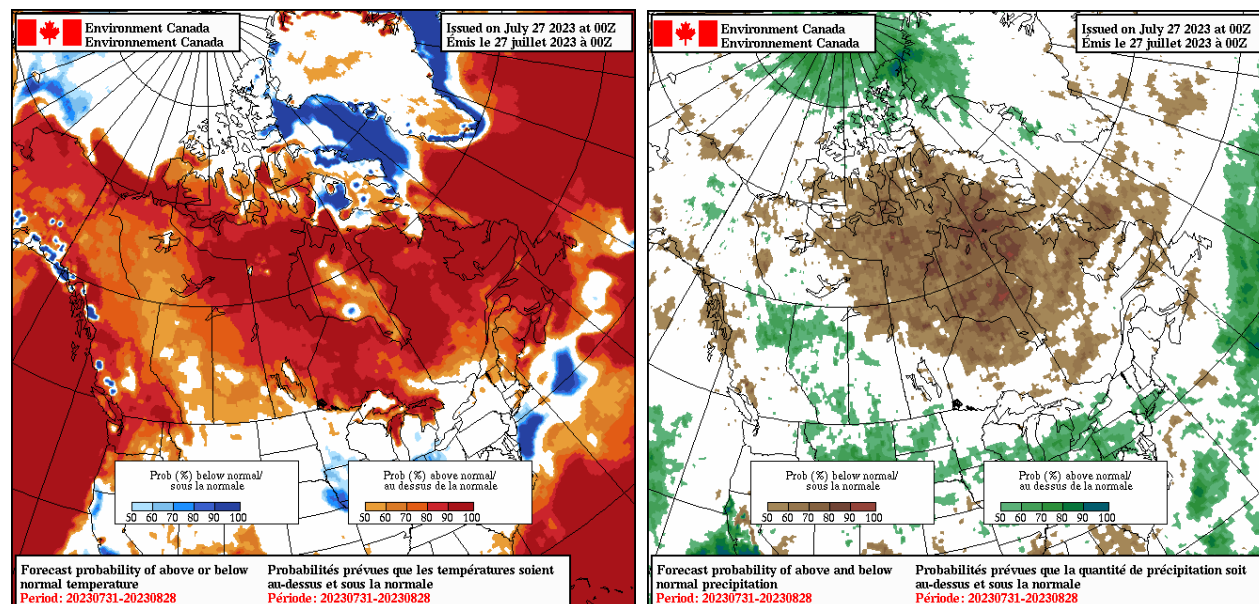 Environment Canada
Environnement Canada
Issued on July 27 2023 at 00Z
Émis le 27 juillet 2023 à 00Z
Prob (%) below normal/
sous la normale
50 60 70 80 90 100
Prob (%) above normal/
au dessus de la normale
50 60 70 80 90 100
Forecast probability of above or below
normal temperature
Period: 20230731-20230828
Probabilités prévues que les températures soient
au-dessus et sous la normale
Période: 20230731-20230828
Environment Canada
Environnement Canada
Issued on July 27 2023 at 00Z
Émis le 27 juillet 2023 à 00Z
Prob (%) below normal/
sous la normale
50 60 70 80 90 100
Prob (%) above normal/
au dessus de la normale
50 60 70 80 90 100
Forecast probability of above and below
normal precipitation
Period: 20230731-20230828
Probabilités prévues que la quantité de précipitation soit
au-dessus et sous la normale
Période: 20230731-20230828